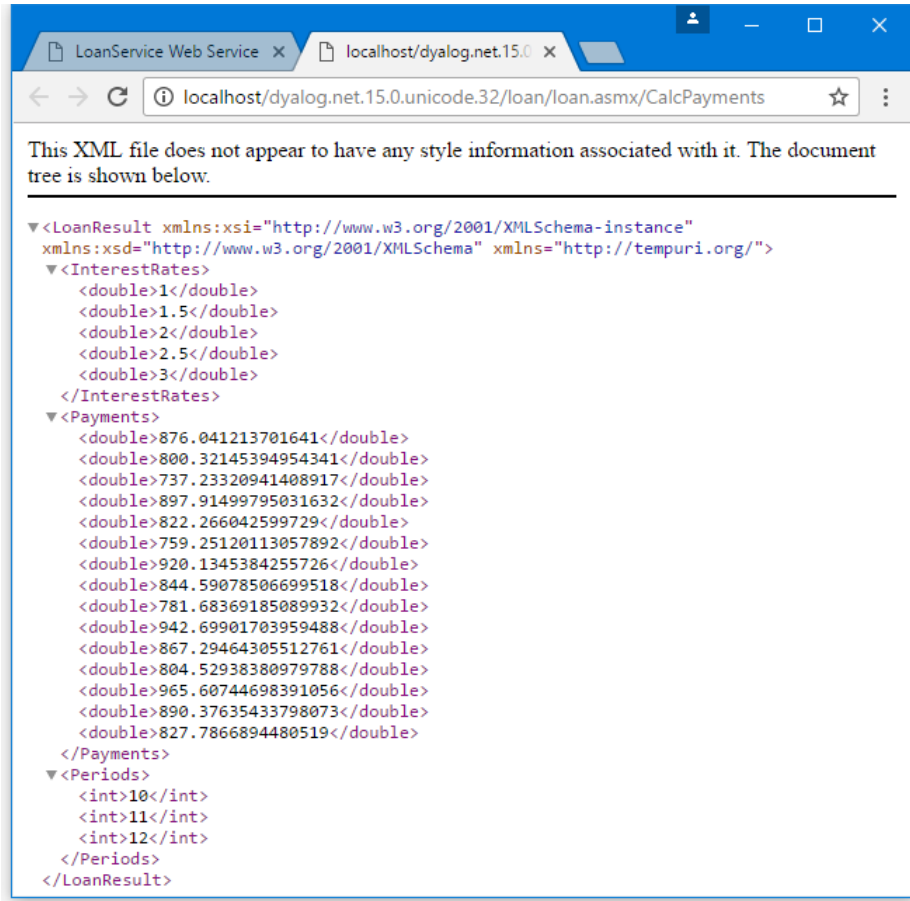 LoanService Web Service
localhost/dyalog.net.15.0
localhost/dyalog.net.15.0.unicode.32/loan/loan.asmx/CalcPayments
This XML file does not appear to have any style information associated with it. The document
tree is shown below.
▼<LoanResult xmlns:xsi="http://www.w3.org/2001/XMLSchema-instance"
xmlns:xsd="http://www.w3.org/2001/XMLSchema" xmlns="http://tempuri.org/">
▼<InterestRates>
<double>1</double>
<double>1.5</double>
<double>2</double>
<double>2.5</double>
<double>3</double>
</InterestRates>
▼<Payments>
<double>876.041213701641</double>
<double>800.32145394954341</double>
<double>737.23320941408917</double>
<double>897.91499795031632</double>
<double>822.266042599729</double>
<double>759.25120113057892</double>
<double>920.1345384255726</double>
<double>844.59078506699518</double>
<double>781.68369185089932</double>
<double>942.69901703959488</double>
<double>867.29464305512761</double>
<double>804.52938380979788</double>
<double>965.60744698391056</double>
<double>890.37635433798073</double>
<double>827.7866894480519</double>
</Payments>
▼<Periods>
<int>10</int>
<int>11</int>
<int>12</int>
</Periods>
</LoanResult>